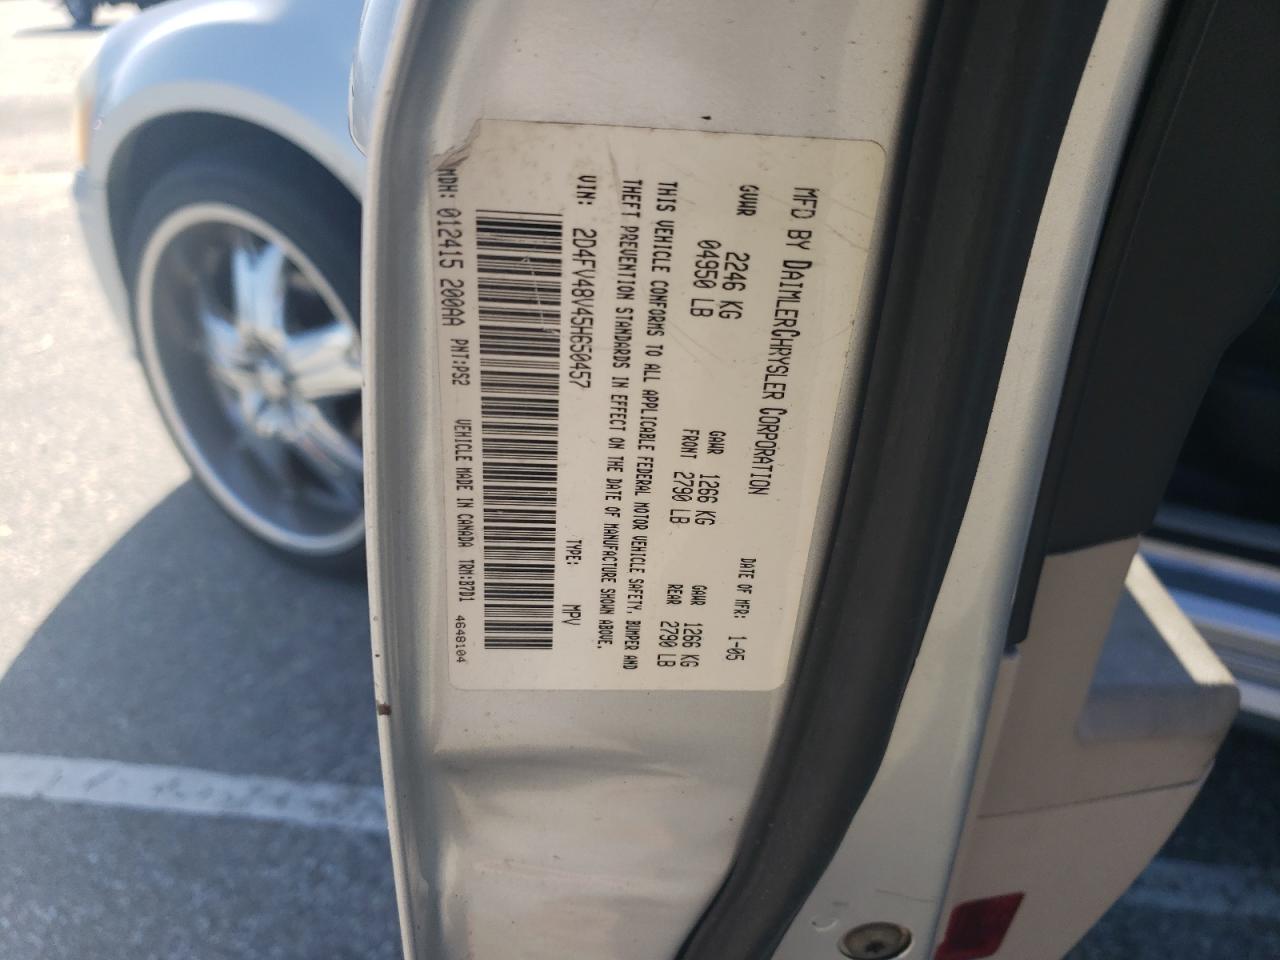 MFD BY DAIMLERCHRYSLER CORPORATION
DATE OF MFR: 1-05
GVWR 2246 KG
04950 LB
GAWR 1266 KG
FRONT 2790 LB
GAWR 1266 KG
REAR 2790 LB
THIS VEHICLE CONFORMS TO ALL APPLICABLE FEDERAL MOTOR VEHICLE SAFETY, BUMPER AND
THEFT PREVENTION STANDARDS IN EFFECT ON THE DATE OF MANUFACTURE SHOWN ABOVE.
VIN: 2D4FV48V45H650457 TYPE: MPV
MDH: 012415 200AA PNT:PS2 VEHICLE MADE IN CANADA TRM:B7D1 4648104